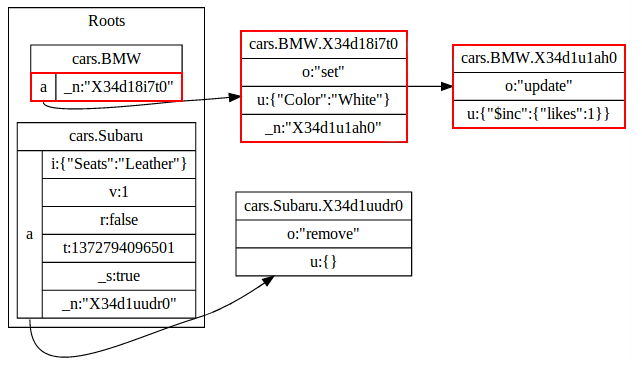 Roots
cars.BMW
a
_n:"X34d18i7t0"
cars.Subaru
a
i:{"Seats":"Leather"}
v:1
r:false
t:1372794096501
_s:true
_n:"X34d1uudr0"
cars.BMW.X34d18i7t0
o:"set"
u:{"Color":"White"}
_n:"X34d1u1ah0"
cars.BMW.X34d1u1ah0
o:"update"
u:{"$inc":{"likes":1}}
cars.Subaru.X34d1uudr0
o:"remove"
u:{}